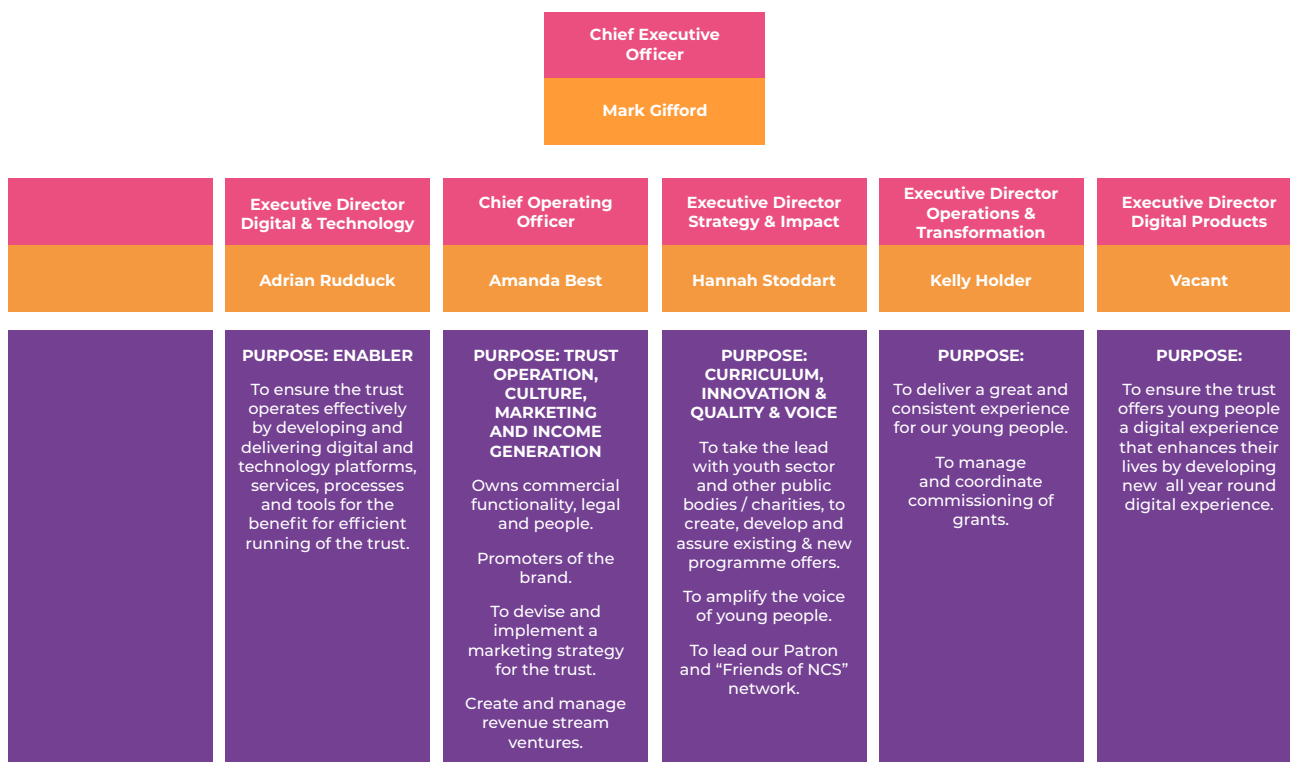 Chief Executive
Officer
Mark Gifford
Executive Director
Digital & Technology
Adrian Rudduck
PURPOSE: ENABLER
To ensure the trust
operates effectively
by developing and
delivering digital and
technology platforms,
services, processes
and tools for the
benefit for efficient
running of the trust.
Chief Operating
Officer
Amanda Best
PURPOSE: TRUST
OPERATION,
CULTURE,
MARKETING
AND INCOME
GENERATION
Owns commercial
functionality, legal
and people.
Promoters of the
brand.
To devise and
implement a
marketing strategy
for the trust.
Create and manage
revenue stream
ventures.
Executive Director
Strategy & Impact
Hannah Stoddart
PURPOSE:
CURRICULUM,
INNOVATION &
QUALITY & VOICE
To take the lead
with youth sector
and other public
bodies / charities, to
create, develop and
assure existing & new
programme offers.
To amplify the voice
of young people.
To lead our Patron
and “Friends of NCS”
network.
Executive Director
Operations &
Transformation
Kelly Holder
PURPOSE:
To deliver a great and
consistent experience
for our young people.
To manage
and coordinate
commissioning of
grants.
Executive Director
Digital Products
Vacant
PURPOSE:
To ensure the trust
offers young people
a digital experience
that enhances their
lives by developing
new all year round
digital experience.